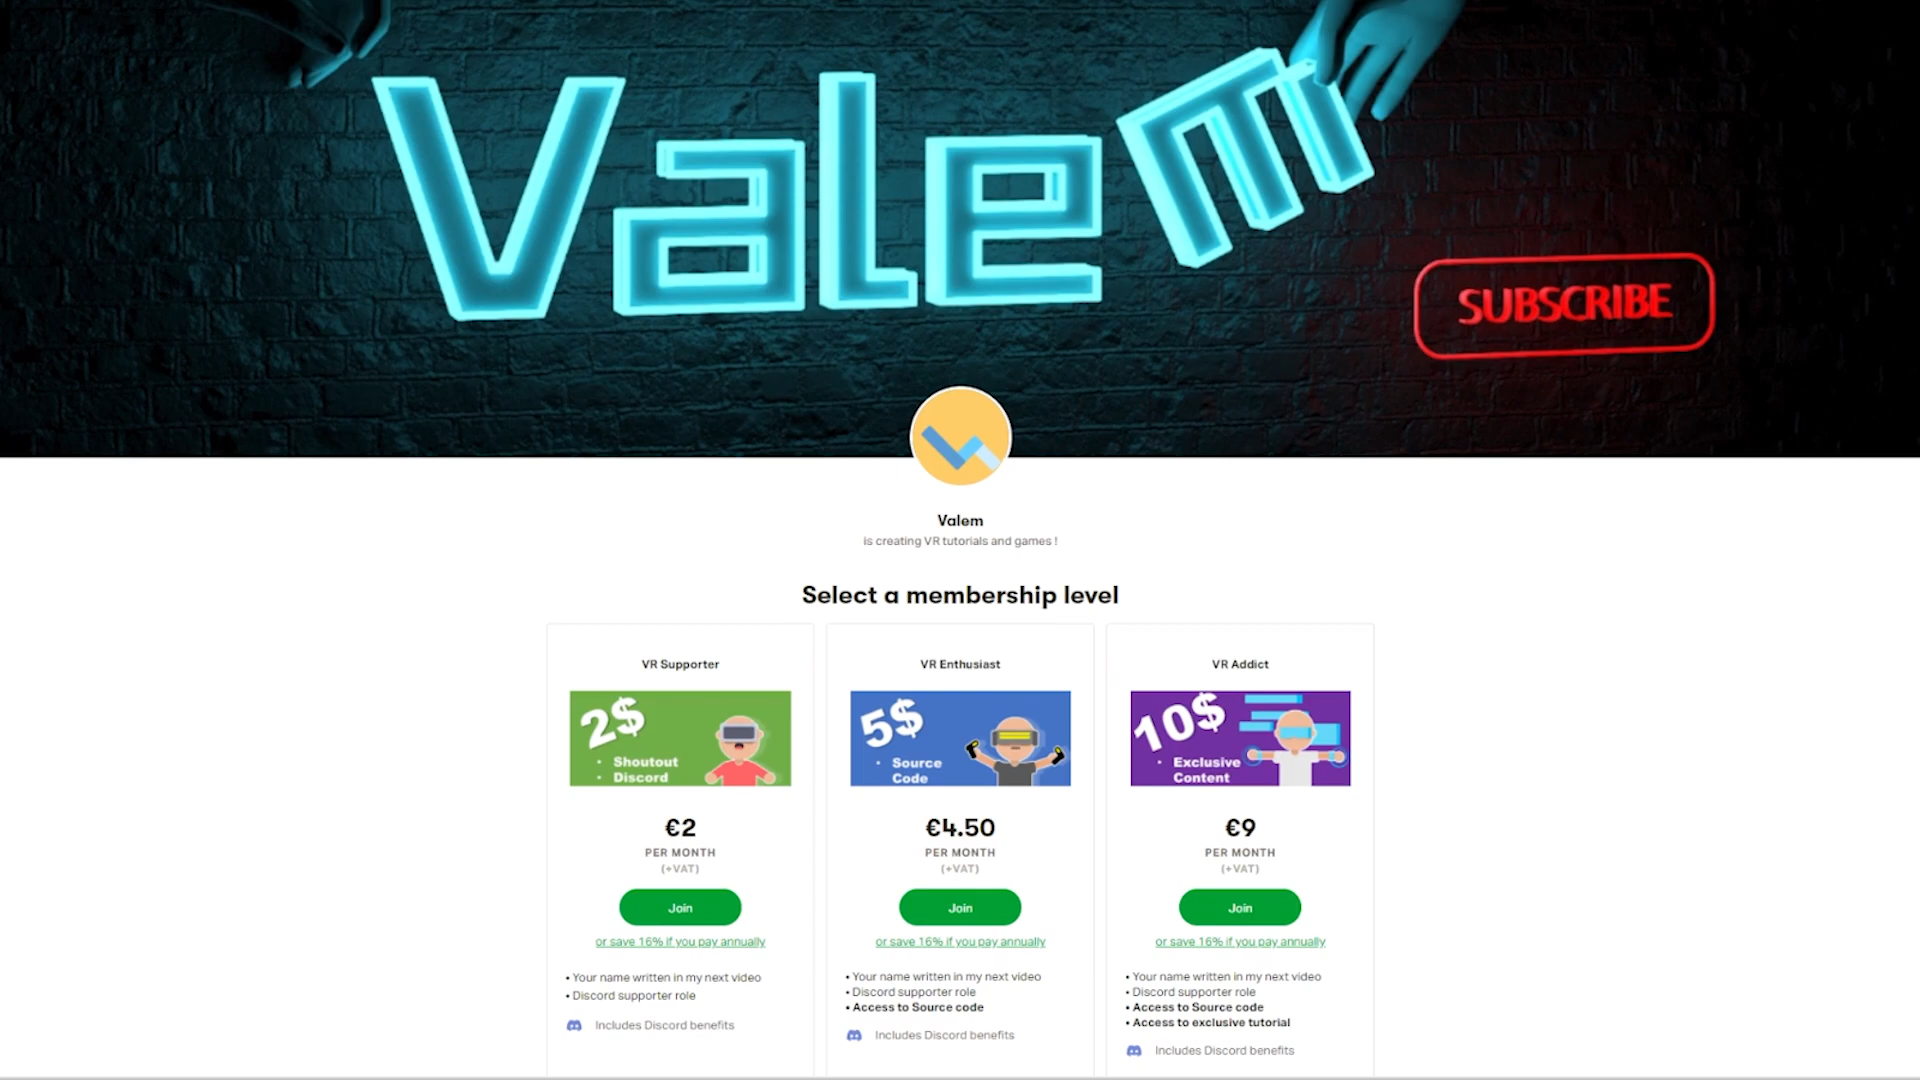 Valem
SUBSCRIBE
Valem
is creating VR tutorials and games !
Select a membership level
VR Supporter
2$
• Shoutout
• Discord
€2
PER MONTH
(+VAT)
Join
or save 16% if you pay annually
• Your name written in my next video
• Discord supporter role
Includes Discord benefits
VR Enthusiast
5$
• Source
Code
€4.50
PER MONTH
(+VAT)
Join
or save 16% if you pay annually
• Your name written in my next video
• Discord supporter role
• Access to Source code
Includes Discord benefits
VR Addict
10$
• Exclusive
Content
€9
PER MONTH
(+VAT)
Join
or save 16% if you pay annually
• Your name written in my next video
• Discord supporter role
• Access to Source code
• Access to exclusive tutorial
Includes Discord benefits